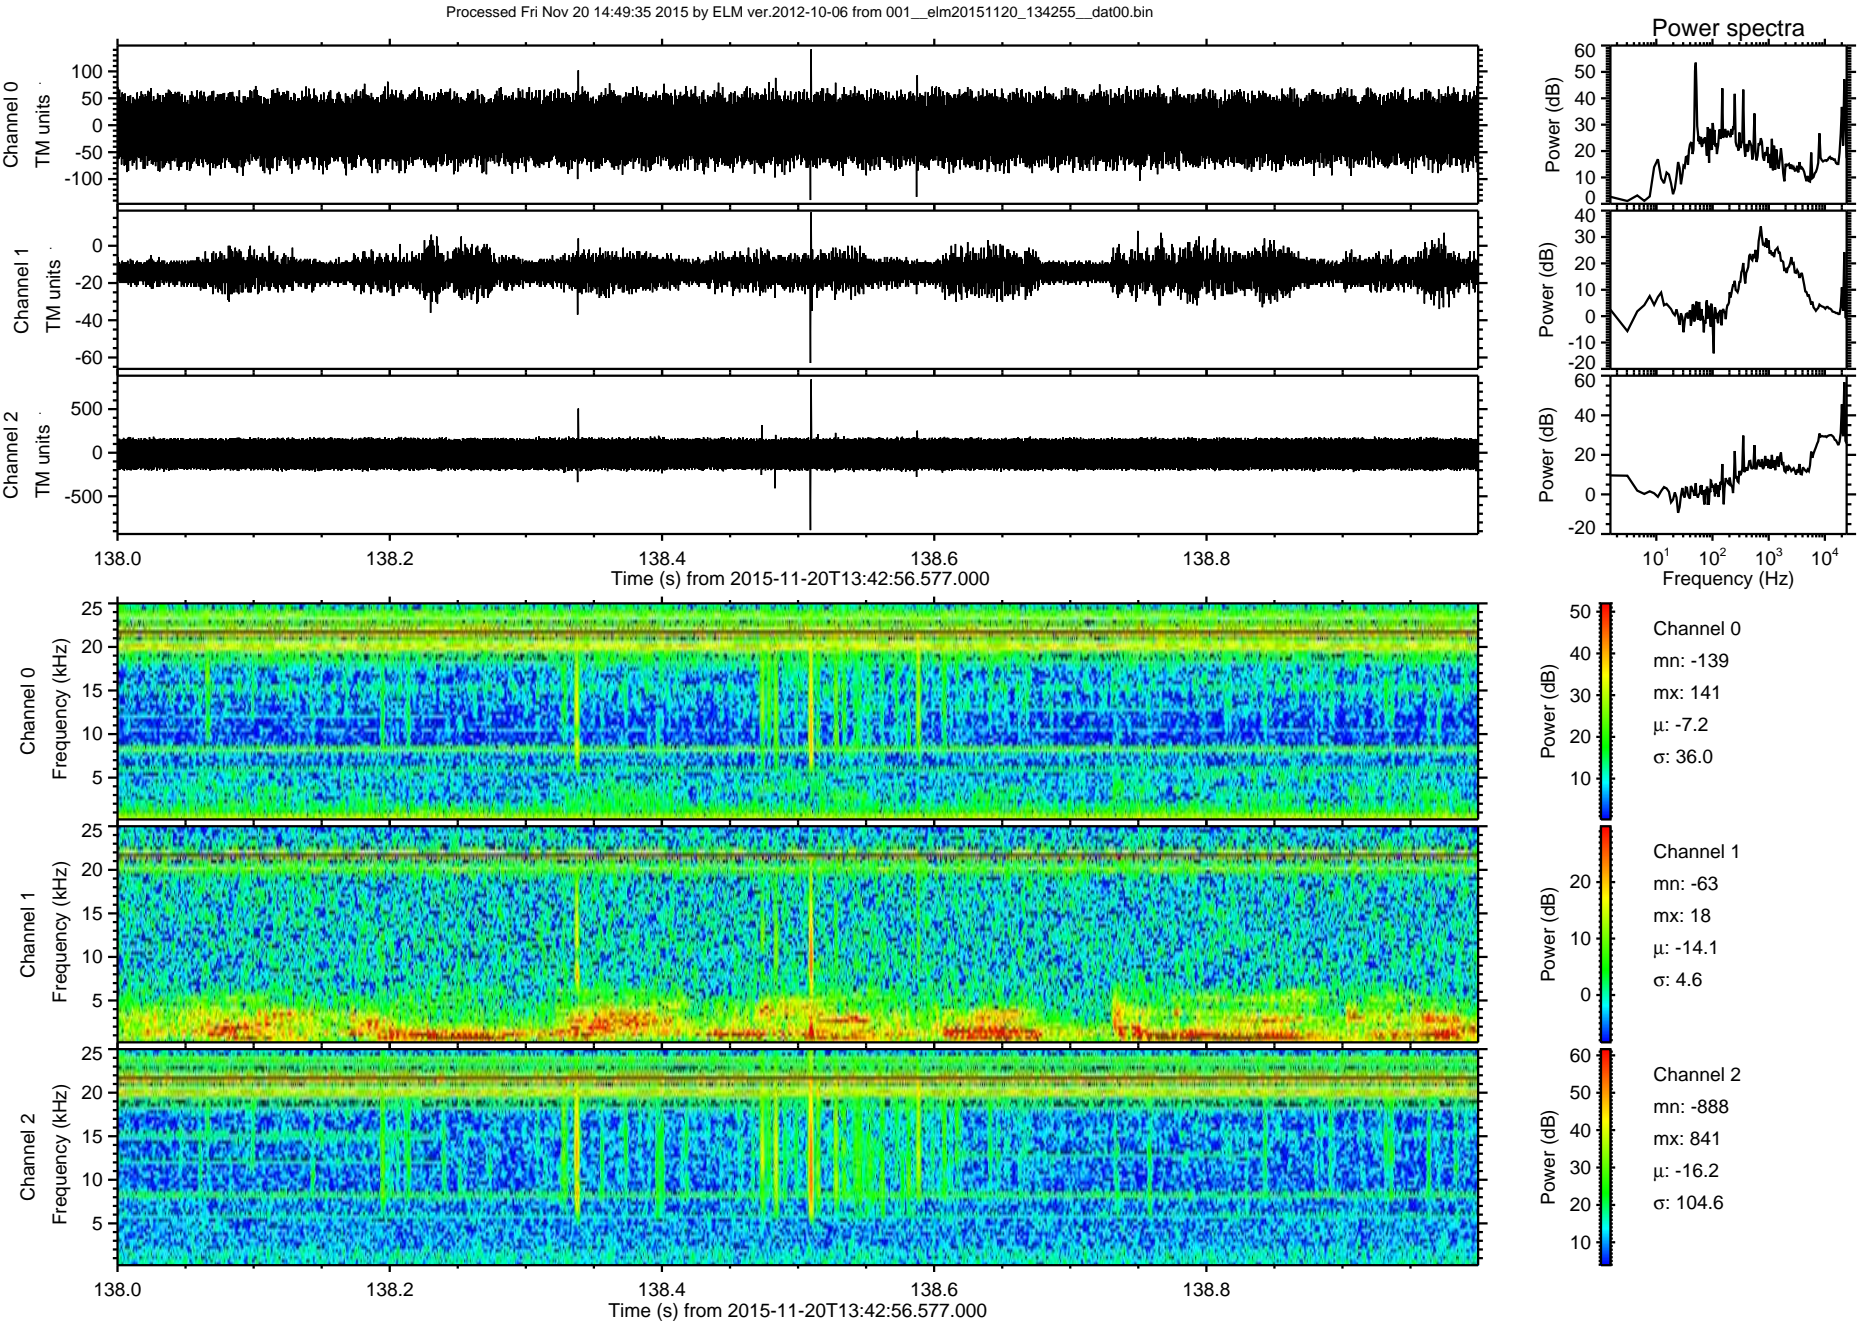 Processed Fri Nov 20 14:49:35 2015 by ELM ver.2012-10-06 from 001__elm20151120_134255__dat00.bin
Power spectra
Channel 0
TM units
100
50
0
-50
-100
Power (dB)
60
50
40
30
20
10
0
Channel 1
TM units
0
-20
-40
-60
Power (dB)
40
30
20
10
0
-10
-20
Channel 2
TM units
500
0
-500
Power (dB)
60
40
20
0
-20
138.0 138.2 138.4 138.6 138.8
Time (s) from 2015-11-20T13:42:56.577.000
10^1 10^2 10^3 10^4
Frequency (Hz)
Channel 0
Frequency (kHz)
25
20
15
10
5
Power (dB)
50
40
30
20
10
Channel 0
mn: -139
mx: 141
μ: -7.2
σ: 36.0
Channel 1
Frequency (kHz)
25
20
15
10
5
Power (dB)
20
10
0
Channel 1
mn: -63
mx: 18
μ: -14.1
σ: 4.6
Channel 2
Frequency (kHz)
25
20
15
10
5
Power (dB)
60
50
40
30
20
10
Channel 2
mn: -888
mx: 841
μ: -16.2
σ: 104.6
138.0 138.2 138.4 138.6 138.8
Time (s) from 2015-11-20T13:42:56.577.000